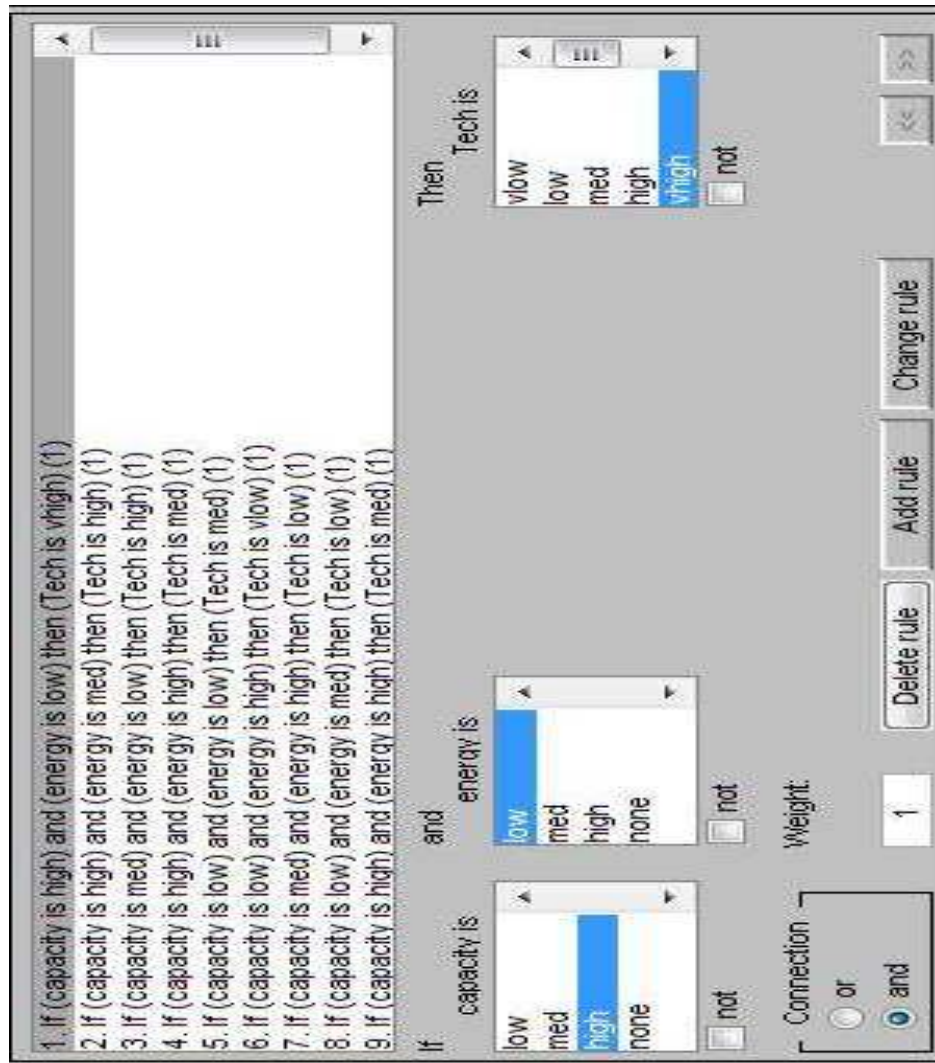 1. If (capacity is high) and (energy is low) then (Tech is vhigh) (1)
2. If (capacity is high) and (energy is med) then (Tech is high) (1)
3. If (capacity is med) and (energy is low) then (Tech is high) (1)
4. If (capacity is high) and (energy is high) then (Tech is med) (1)
5. If (capacity is low) and (energy is low) then (Tech is med) (1)
6. If (capacity is low) and (energy is high) then (Tech is vlow) (1)
7. If (capacity is med) and (energy is high) then (Tech is low) (1)
8. If (capacity is low) and (energy is med) then (Tech is low) (1)
9. If (capacity is high) and (energy is high) then (Tech is med) (1)
If and Then
capacity is energy is Tech is
low low vlow
med med low
high high med
none none high
vhigh
not not not
Connection Weight:
or
and 1 Delete rule Add rule Change rule << >>